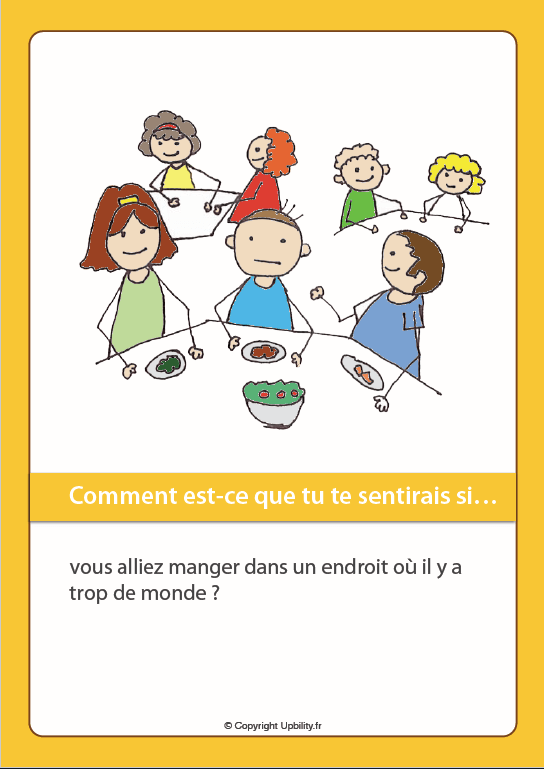 Comment est-ce que tu te sentirais si…
vous alliez manger dans un endroit où il y a
trop de monde ?
© Copyright Upbility.fr